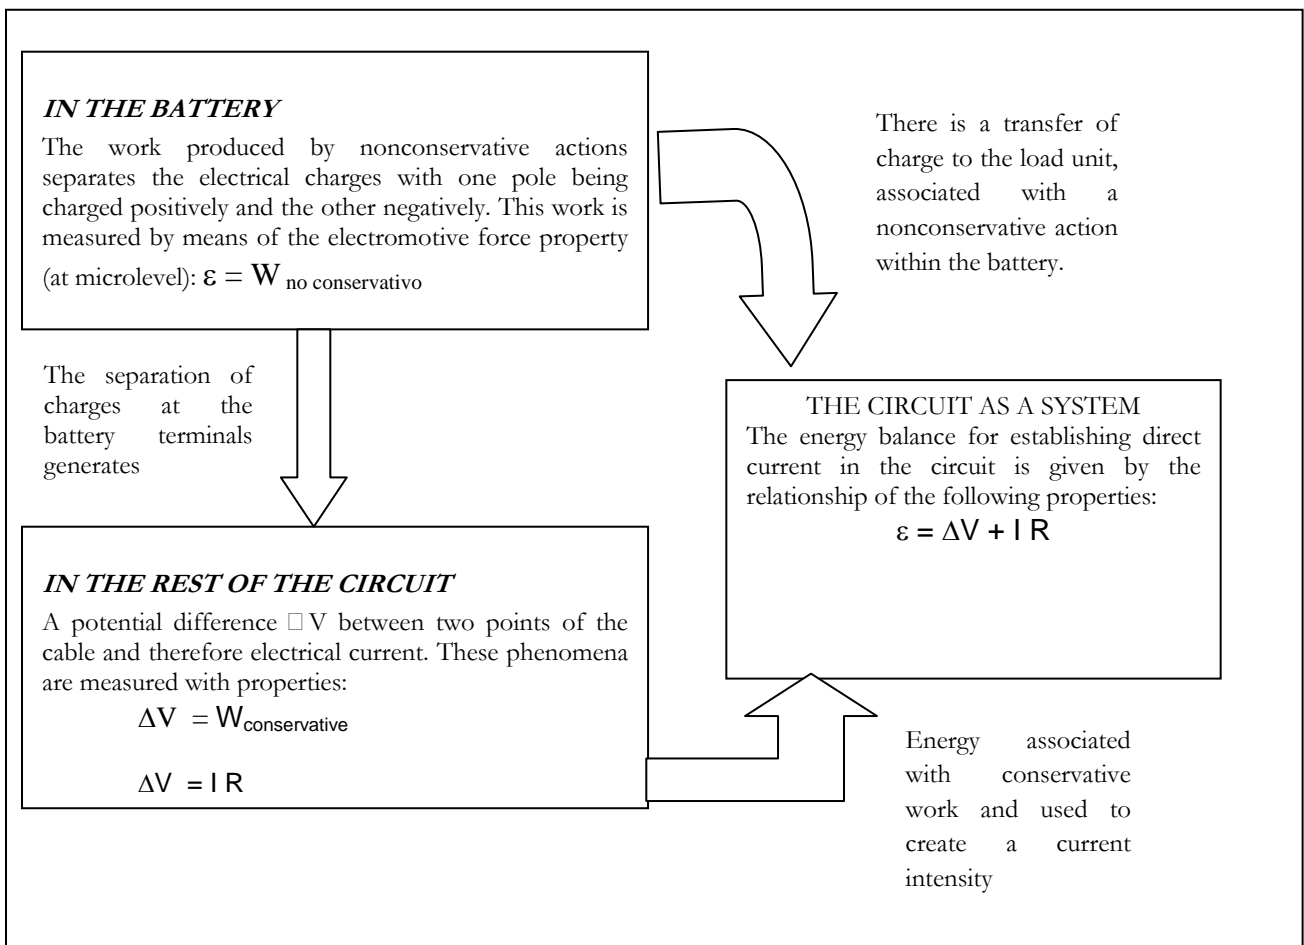 IN THE BATTERY
The work produced by nonconservative actions
separates the electrical charges with one pole being
charged positively and the other negatively. This work is
measured by means of the electromotive force property
(at microlevel): ε = W no conservativo
There is a transfer of
charge to the load unit,
associated with a
nonconservative action
within the battery.
The separation of
charges at the
battery terminals
generates
THE CIRCUIT AS A SYSTEM
The energy balance for establishing direct
current in the circuit is given by the
relationship of the following properties:
ε = ΔV + I R
IN THE REST OF THE CIRCUIT
A potential difference □ V between two points of the
cable and therefore electrical current. These phenomena
are measured with properties:
ΔV = Wconservative
ΔV = I R
Energy associated
with conservative
work and used to
create a current
intensity